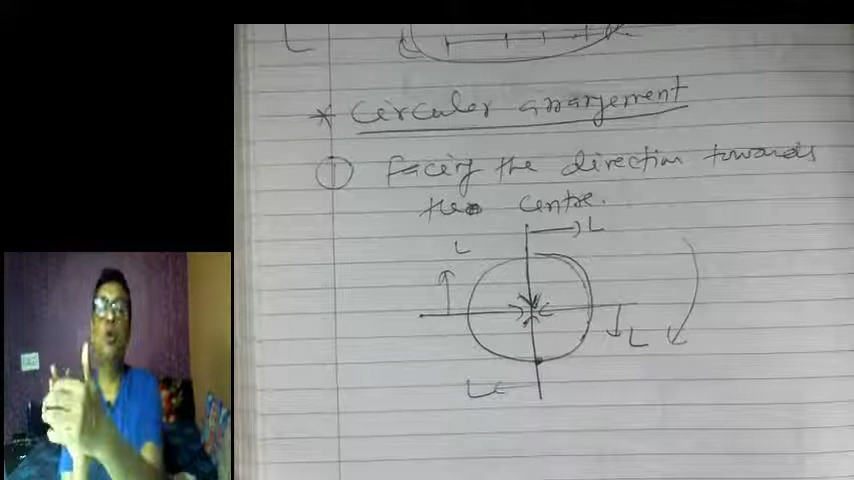 L
* Circular arrangement
① Facing the direction towards
the centre.
L
L
L
L